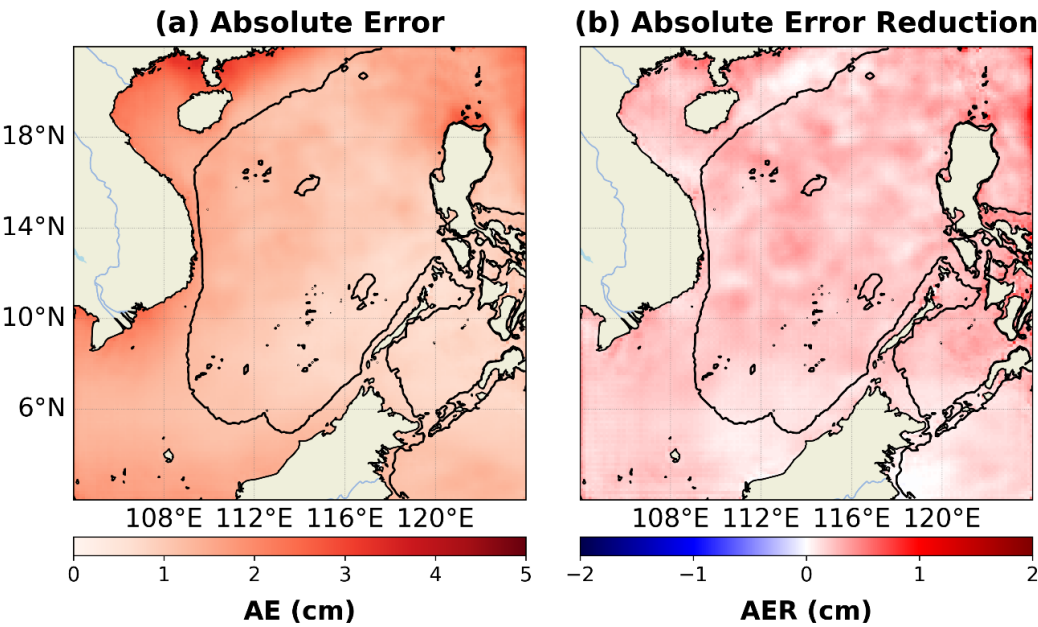 (a) Absolute Error
(b) Absolute Error Reduction
18°N
14°N
10°N
6°N
108°E 112°E 116°E 120°E
108°E 112°E 116°E 120°E
0 1 2 3 4 5
−2 −1 0 1 2
AE (cm)
AER (cm)